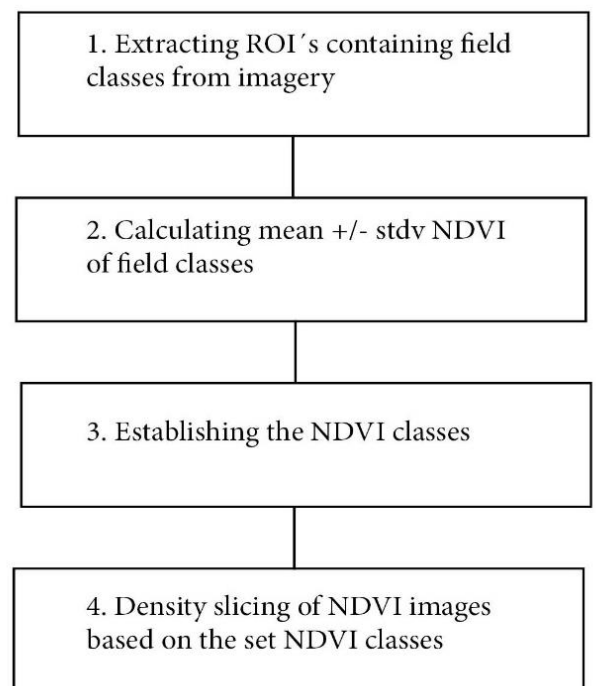 1. Extracting ROI´s containing field
classes from imagery
2. Calculating mean +/- stdv NDVI
of field classes
3. Establishing the NDVI classes
4. Density slicing of NDVI images
based on the set NDVI classes